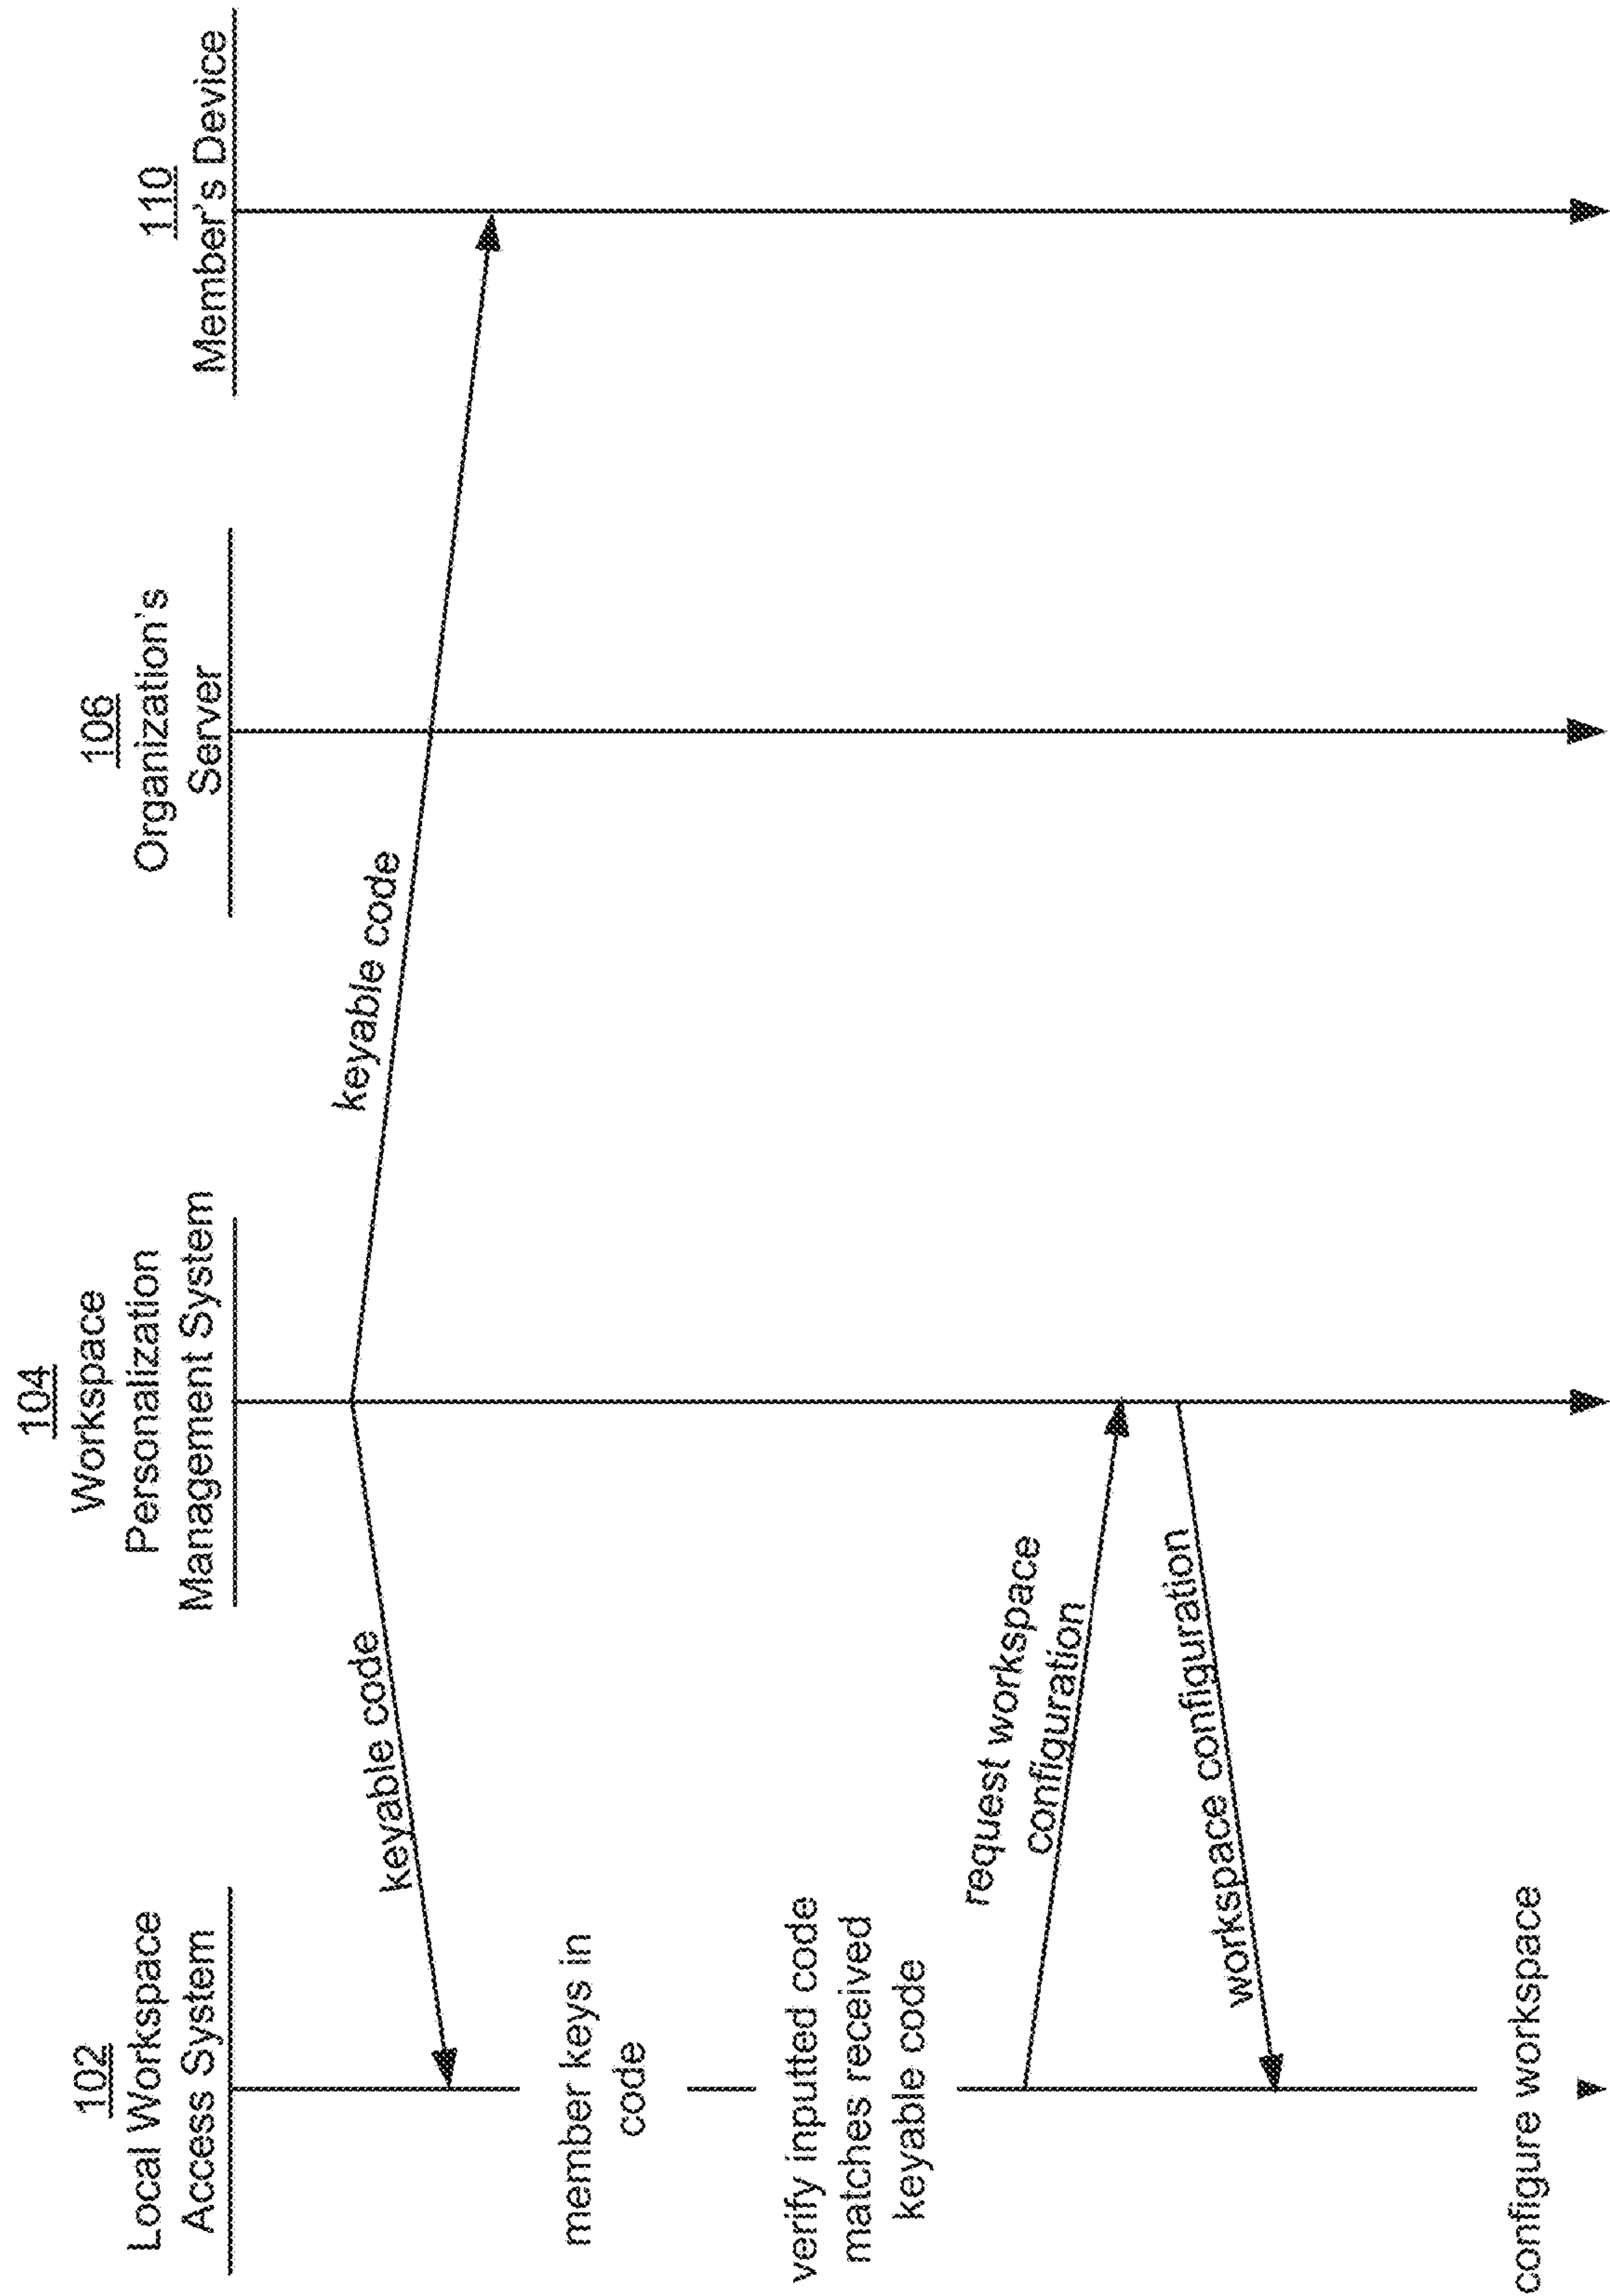 102
Local Workspace
Access System
104
Workspace
Personalization
Management System
106
Organization's
Server
110
Member's Device
keyable code
keyable code
member keys in
code
verify inputted code
matches received
keyable code
request workspace
configuration
workspace configuration
configure workspace